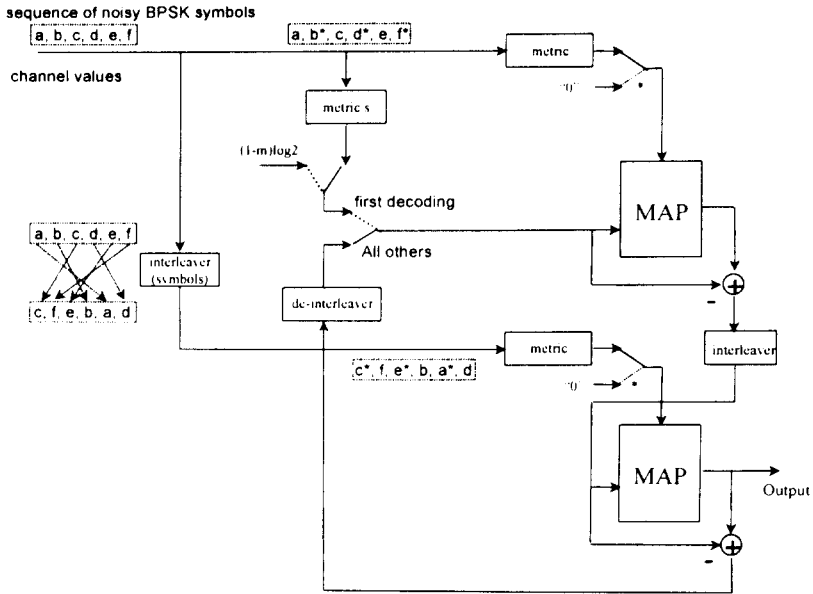 sequence of noisy BPSK symbols
a, b, c, d, e, f
a, b*, c, d*, e, f*
channel values
metric
"0"
*
metric s
(1-m)log2
first decoding
All others
MAP
a, b, c, d, e, f
interleaver
(symbols)
c, f, e, b, a, d
de-interleaver
+
-
interleaver
metric
c*, f, e*, b, a*, d
"0"
*
MAP
Output
+
-